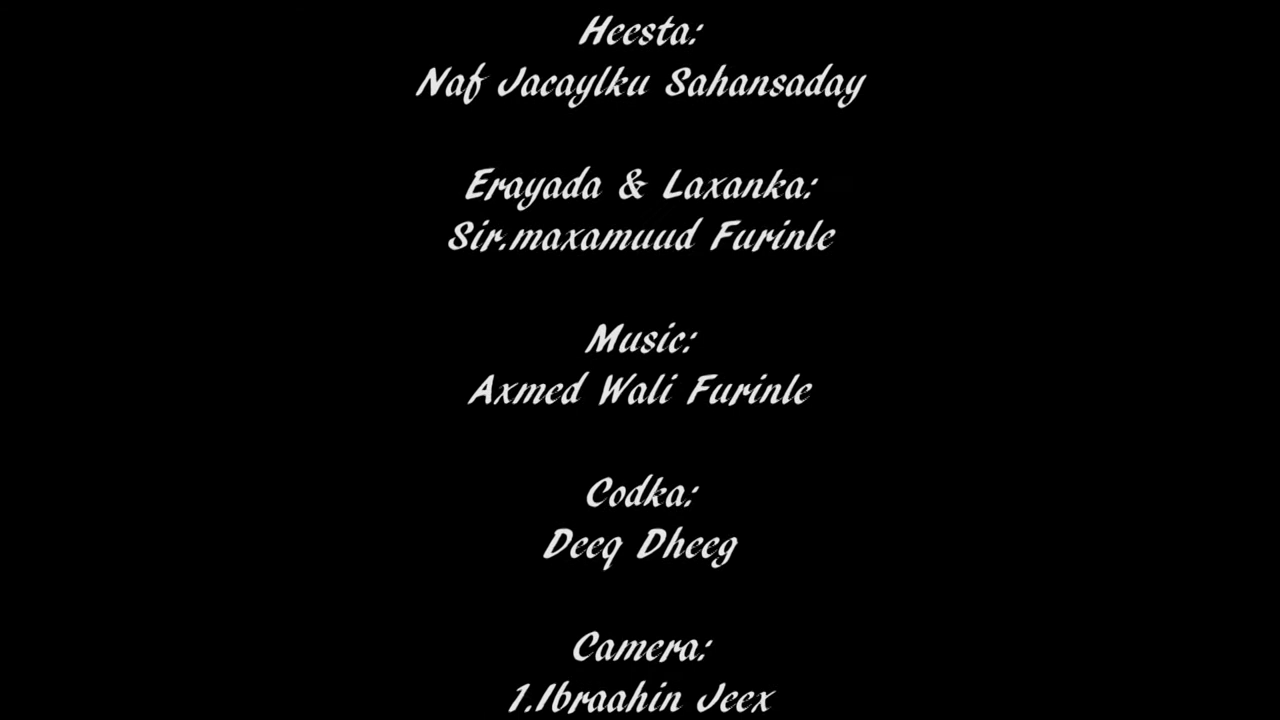 Heesta:
Naf Jacaylku Sahansaday
Erayada & Laxanka:
Sir.maxamuud Furinle
Music:
Axmed Wali Furinle
Codka:
Deeq Dheeg
Camera:
1.Ibraahin Jeex